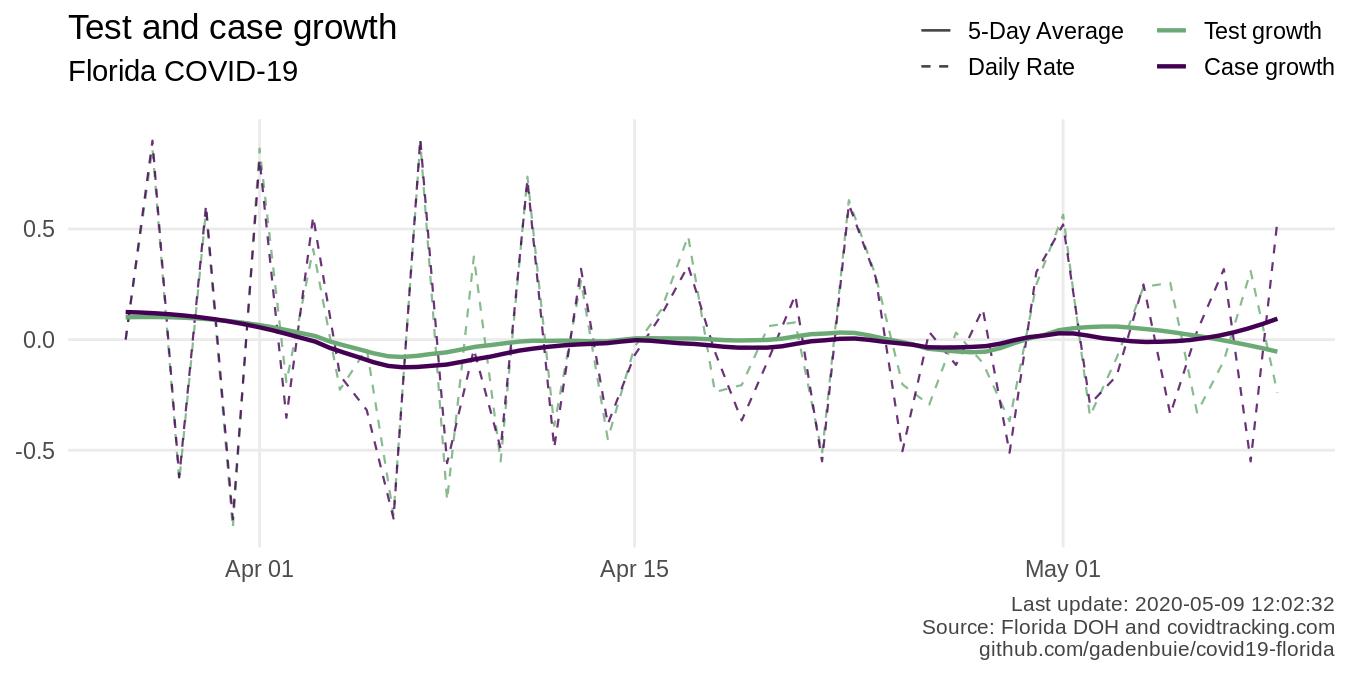 Test and case growth
Florida COVID-19
5-Day Average
Test growth
Daily Rate
Case growth
0.5
0.0
-0.5
Apr 01
Apr 15
May 01
Last update: 2020-05-09 12:02:32
Source: Florida DOH and covidtracking.com
github.com/gadenbuie/covid19-florida